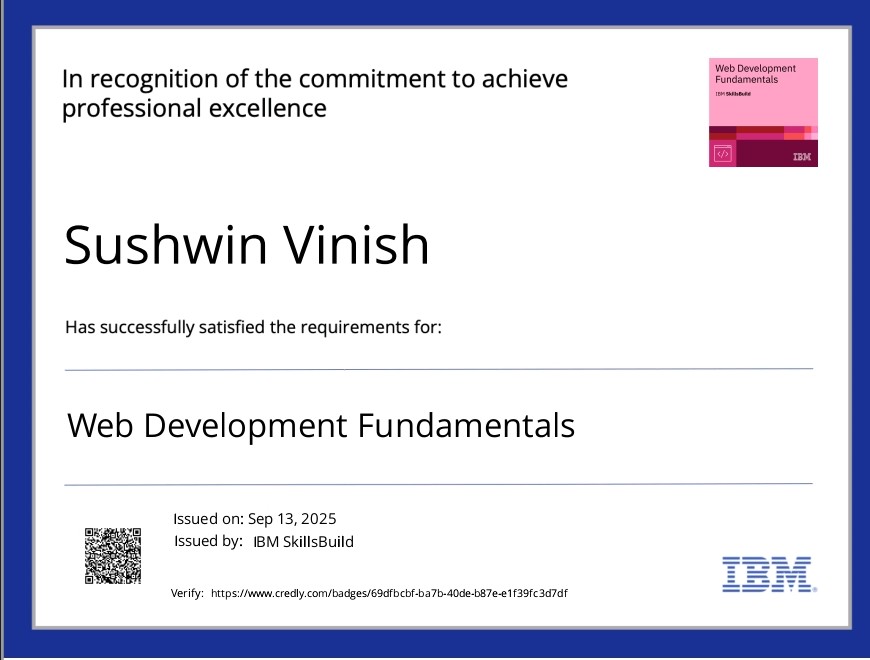 In recognition of the commitment to achieve
professional excellence
Web Development
Fundamentals
IBM SkillsBuild
IBM
Sushwin Vinish
Has successfully satisfied the requirements for:
Web Development Fundamentals
Issued on: Sep 13, 2025
Issued by: IBM SkillsBuild
Verify: https://www.credly.com/badges/69dfbcbf-ba7b-40de-b87e-e1f39fc3d7df
IBM®